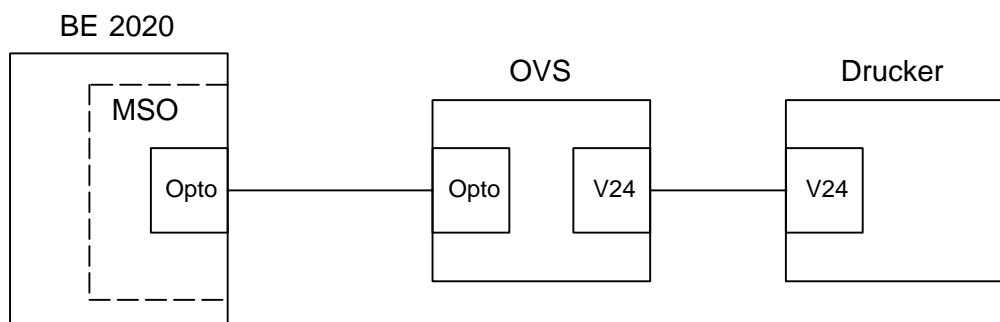 BE 2020
OVS
Drucker
MSO
Opto
Opto
V24
V24